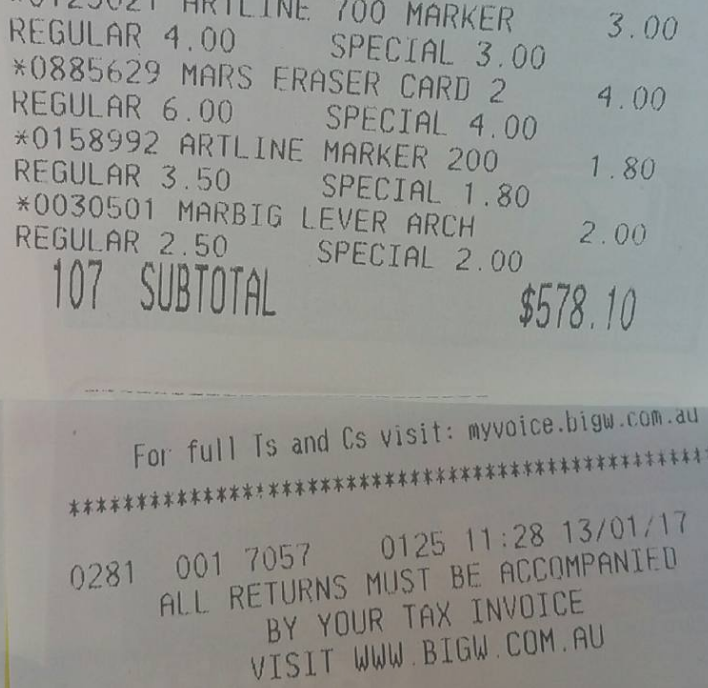 ARTLINE 700 MARKER 3.00
REGULAR 4.00 SPECIAL 3.00
*0885629 MARS ERASER CARD 2 4.00
REGULAR 6.00 SPECIAL 4.00
*0158992 ARTLINE MARKER 200 1.80
REGULAR 3.50 SPECIAL 1.80
*0030501 MARBIG LEVER ARCH 2.00
REGULAR 2.50 SPECIAL 2.00
107 SUBTOTAL $578.10
For full Ts and Cs visit: myvoice.bigw.com.au
0281 001 7057 0125 11:28 13/01/17
ALL RETURNS MUST BE ACCOMPANIED
BY YOUR TAX INVOICE
VISIT WWW.BIGW.COM.AU